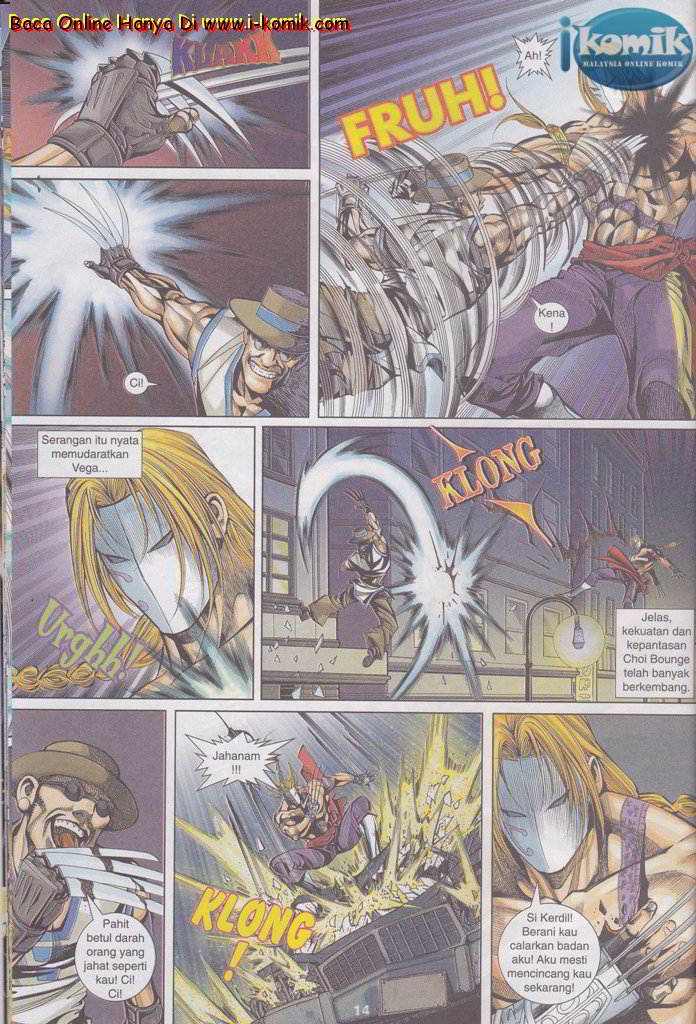 Baca Online Hanya Di www.i-komik.com
i komik
MALAYSIA ONLINE KOMIK
Ah!
FRUH!
Kena
!
Ci!
Serangan itu nyata
memudaratkan
Vega...
Urghh!
KLONG
Jelas,
kekuatan dan
kepantasan
Choi Bounge
telah banyak
berkembang.
Pahit
betul darah
orang yang
jahat seperti
kau! Ci!
Ci!
Jahanam
!!!
KLONG
!
Si Kerdil!
Berani kau
calarkan badan
aku! Aku mesti
mencincang kau
sekarang!
14